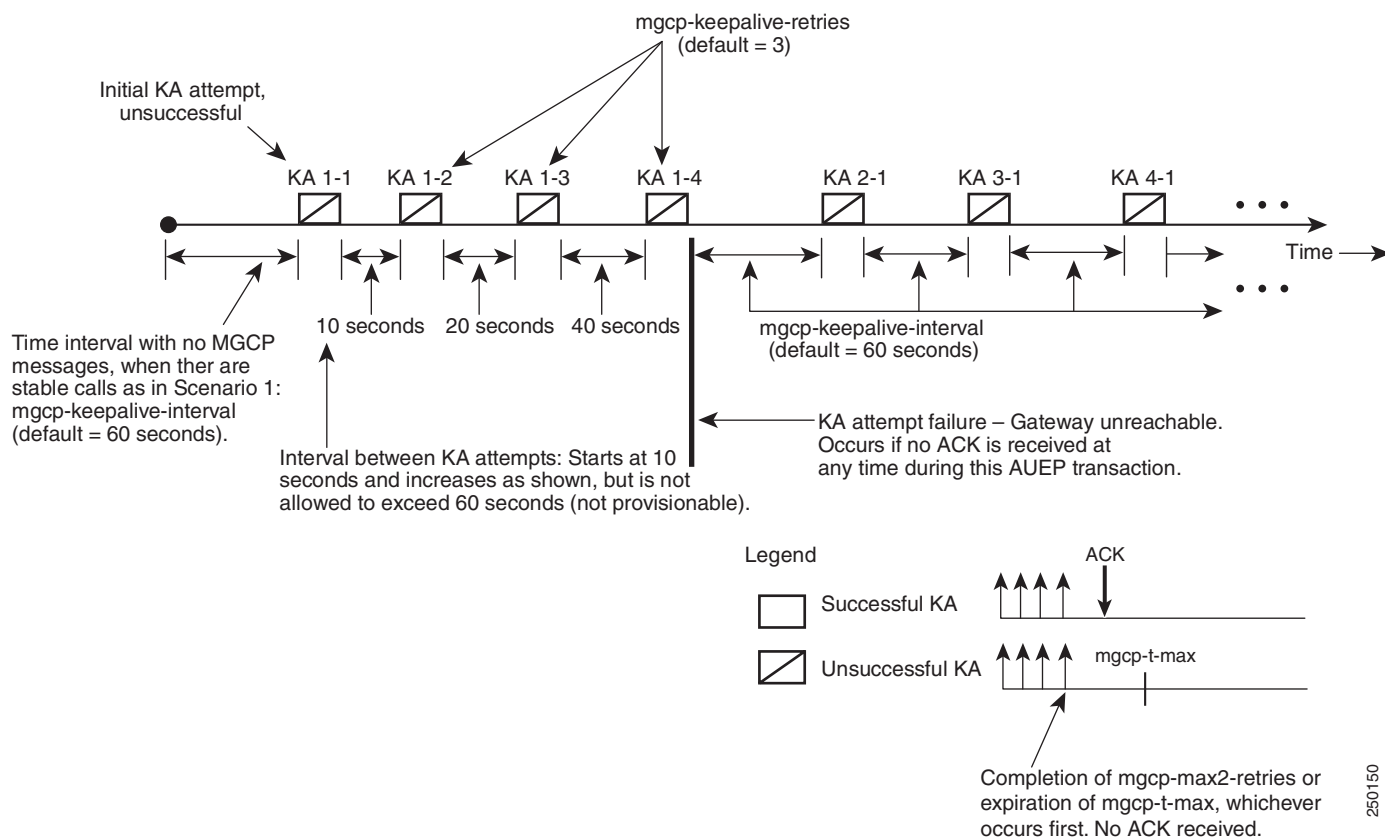 mgcp-keepalive-retries
(default = 3)
Initial KA attempt,
unsuccessful
KA 1-1
KA 1-2
KA 1-3
KA 1-4
KA 2-1
KA 3-1
KA 4-1
Time
10 seconds
20 seconds
40 seconds
mgcp-keepalive-interval
(default = 60 seconds)
Time interval with no MGCP
messages, when ther are
stable calls as in Scenario 1:
mgcp-keepalive-interval
(default = 60 seconds).
Interval between KA attempts: Starts at 10
seconds and increases as shown, but is not
allowed to exceed 60 seconds (not provisionable).
KA attempt failure – Gateway unreachable.
Occurs if no ACK is received at
any time during this AUEP transaction.
Legend
ACK
Successful KA
Unsuccessful KA
mgcp-t-max
Completion of mgcp-max2-retries or
expiration of mgcp-t-max, whichever
occurs first. No ACK received.
250150